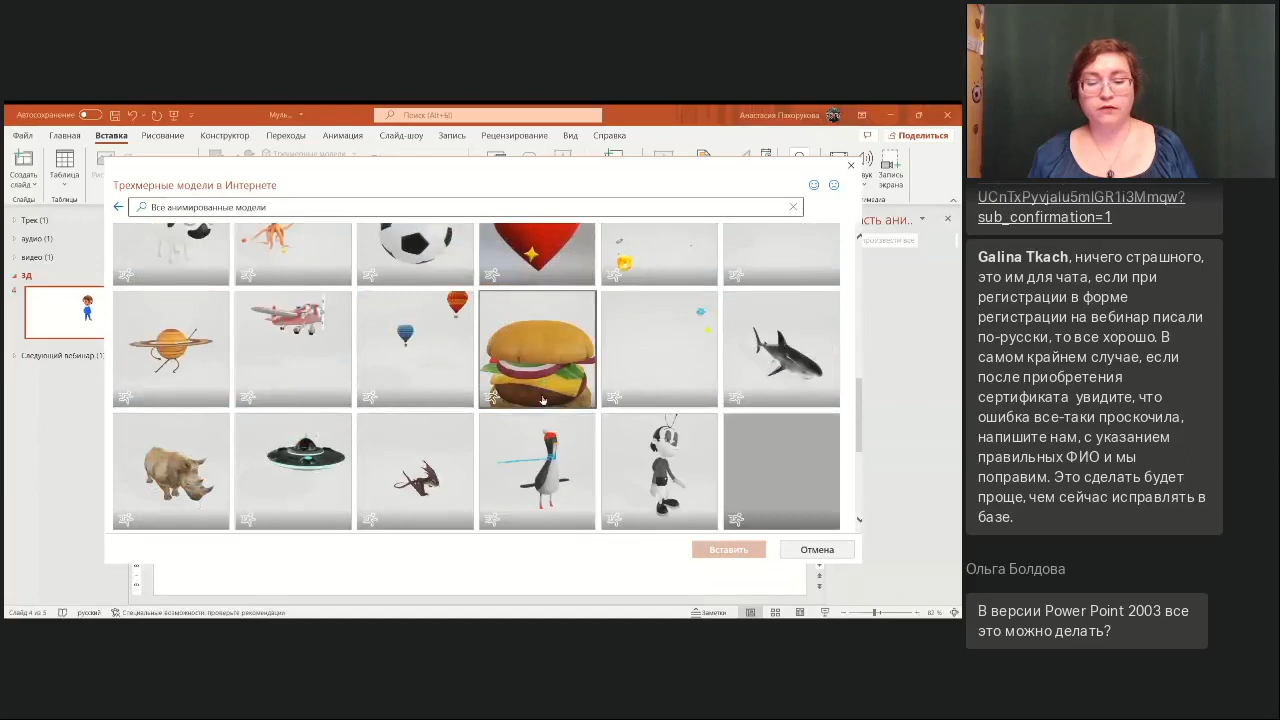 Автосохранение
Муль...
Поиск (Alt+Ы)
Анастасия Пахорукова
Файл Главная Вставка Рисование Конструктор Переходы Анимация Слайд-шоу Запись Рецензирование Вид Справка
Поделиться
Создать слайд
Таблица
Трехмерные модели
Запись экрана
Слайды
Таблицы
Трехмерные модели в Интернете
Все анимированные модели
Трек (1)
аудио (1)
видео (1)
3Д
4
Следующий вебинар (1
Вставить
Отмена
Слайд 4 из 5
русский
Специальные возможности: проверьте рекомендации
Заметки
82 %
UCnTxPyvjaIu5mIGR1i3Mmqw?
sub_confirmation=1
Galina Tkach, ничего страшного,
это им для чата, если при
регистрации в форме
регистрации на вебинар писали
по-русски, то все хорошо. В
самом крайнем случае, если
после приобретения
сертификата увидите, что
ошибка все-таки проскочила,
напишите нам, с указанием
правильных ФИО и мы
поправим. Это сделать будет
проще, чем сейчас исправлять в
базе.
Ольга Болдова
В версии Power Point 2003 все
это можно делать?